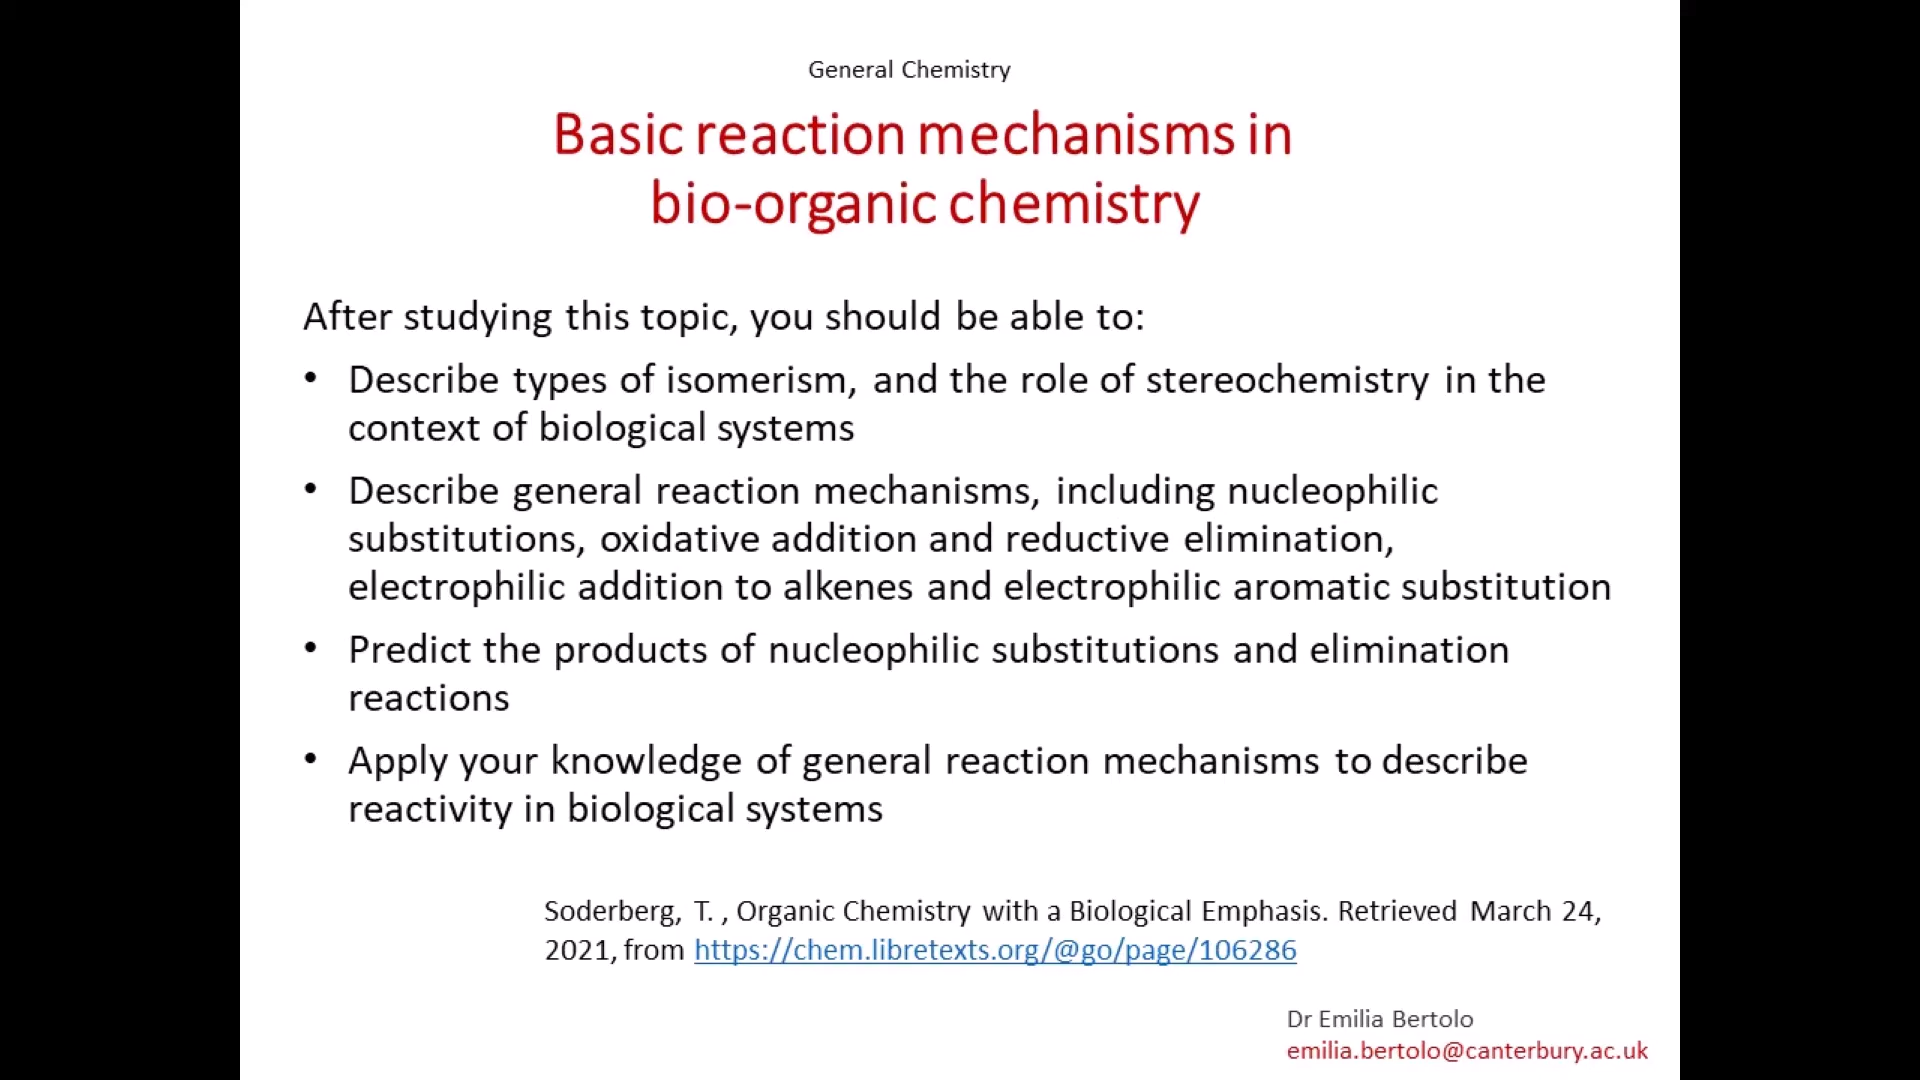 General Chemistry
Basic reaction mechanisms in
bio-organic chemistry
After studying this topic, you should be able to:
• Describe types of isomerism, and the role of stereochemistry in the
context of biological systems
• Describe general reaction mechanisms, including nucleophilic
substitutions, oxidative addition and reductive elimination,
electrophilic addition to alkenes and electrophilic aromatic substitution
• Predict the products of nucleophilic substitutions and elimination
reactions
• Apply your knowledge of general reaction mechanisms to describe
reactivity in biological systems
Soderberg, T. , Organic Chemistry with a Biological Emphasis. Retrieved March 24,
2021, from https://chem.libretexts.org/@go/page/106286
Dr Emilia Bertolo
emilia.bertolo@canterbury.ac.uk